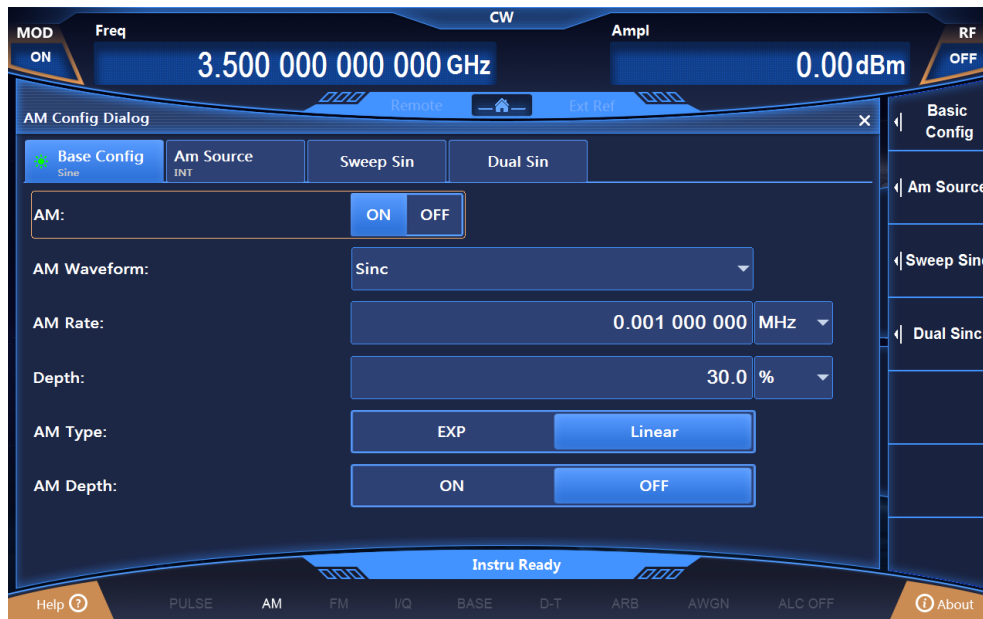 CW
MOD
Freq
Ampl
RF
ON
3.500 000 000 000 GHz
0.00 dBm
OFF
Remote
Ext Ref
AM Config Dialog
×
Basic
Config
Base Config
Sine
Am Source
INT
Sweep Sin
Dual Sin
Am Source
AM:
ON OFF
AM Waveform:
Sinc
Sweep Sin
AM Rate:
0.001 000 000 MHz
Dual Sinc
Depth:
30.0 %
AM Type:
EXP Linear
AM Depth:
ON OFF
Instru Ready
Help ? PULSE AM FM I/Q BASE D-T ARB AWGN ALC OFF i About